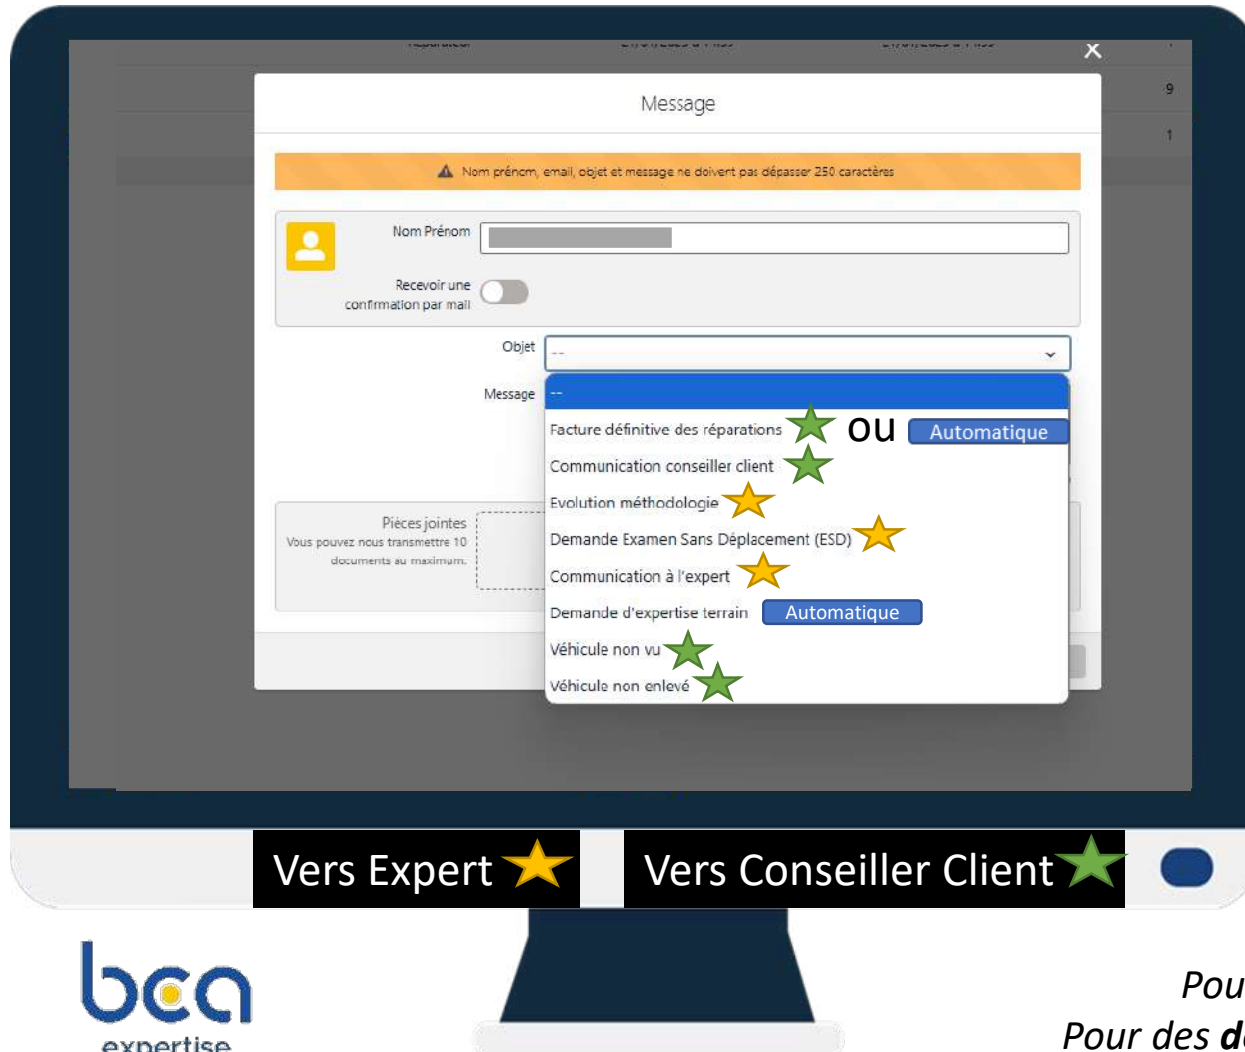 X
9
1
Message
Nom prénom, email, objet et message ne doivent pas dépasser 250 caractères
Nom Prénom
Recevoir une
confirmation par mail
Objet --
Message --
Facture définitive des réparations ou Automatique
Communication conseiller client
Evolution méthodologie
Demande Examen Sans Déplacement (ESD)
Communication à l'expert
Demande d'expertise terrain Automatique
Véhicule non vu
Véhicule non enlevé
Pièces jointes
Vous pouvez nous transmettre 10
documents au maximum.
Vers Expert Vers Conseiller Client
bca
expertise
Pou
Pour des d